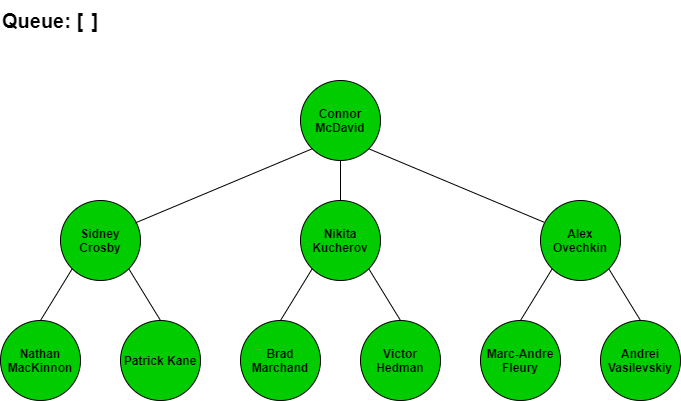 Queue: [ ]
Connor
McDavid
Sidney
Crosby
Nikita
Kucherov
Alex
Ovechkin
Nathan
MacKinnon
Patrick Kane
Brad
Marchand
Victor
Hedman
Marc-Andre
Fleury
Andrei
Vasilevskiy